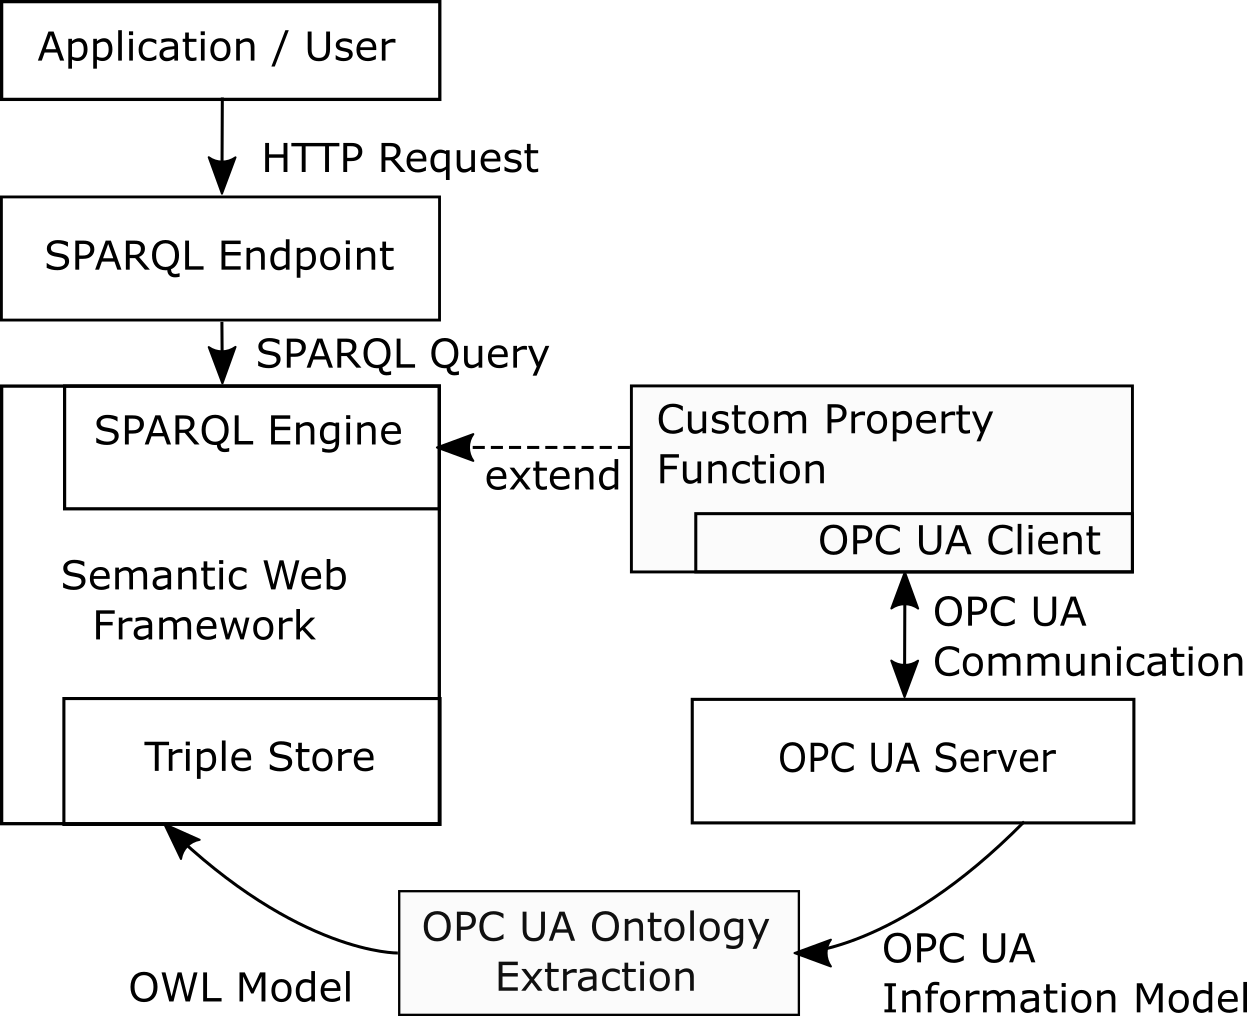 Application / User
HTTP Request
SPARQL Endpoint
SPARQL Query
SPARQL Engine
extend
Custom Property
Function
OPC UA Client
Semantic Web
Framework
OPC UA
Communication
Triple Store
OPC UA Server
OPC UA Ontology
Extraction
OWL Model
OPC UA
Information Model